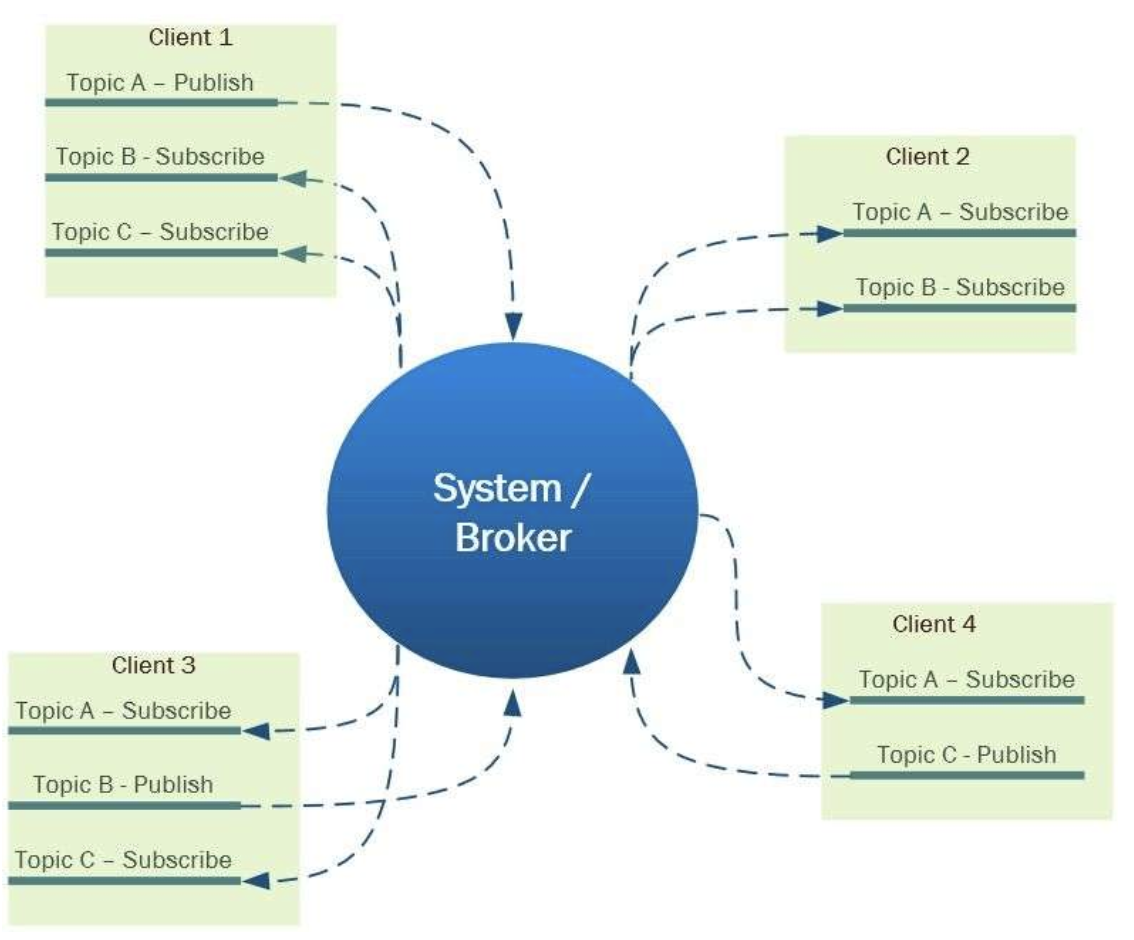 Client 1
Topic A – Publish
Topic B - Subscribe
Topic C – Subscribe
Client 2
Topic A – Subscribe
Topic B - Subscribe
System /
Broker
Client 3
Topic A – Subscribe
Topic B - Publish
Topic C – Subscribe
Client 4
Topic A – Subscribe
Topic C - Publish